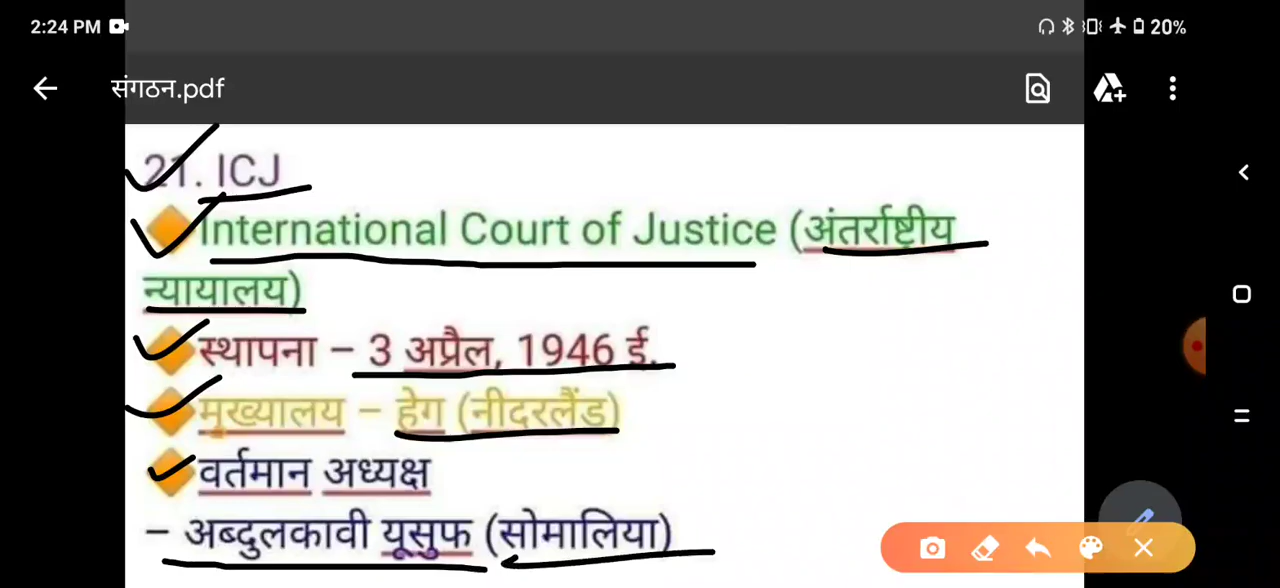 2:24 PM 20%
संगठन.pdf
21. ICJ
International Court of Justice (अंतर्राष्ट्रीय
न्यायालय)
स्थापना – 3 अप्रैल, 1946 ई.
मुख्यालय – हेग (नीदरलैंड)
वर्तमान अध्यक्ष
– अब्दुलकावी यूसुफ (सोमालिया)